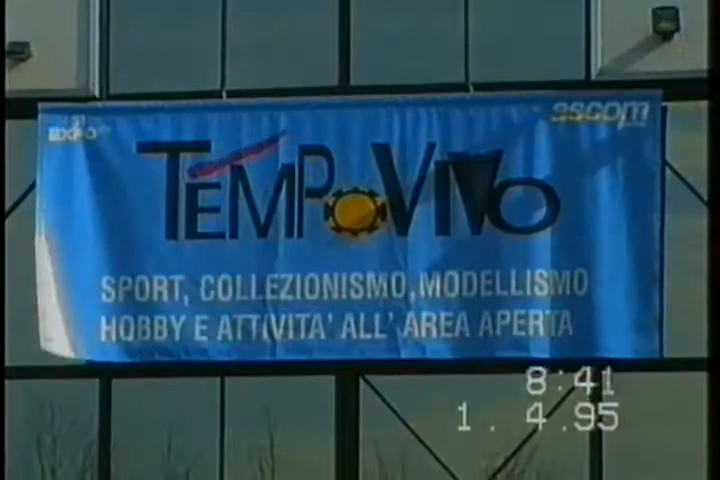 ascom
TEMPO VIVO
SPORT, COLLEZIONISMO, MODELLISMO
HOBBY E ATTIVITA' ALL'AREA APERTA
8:41
1. 4.95